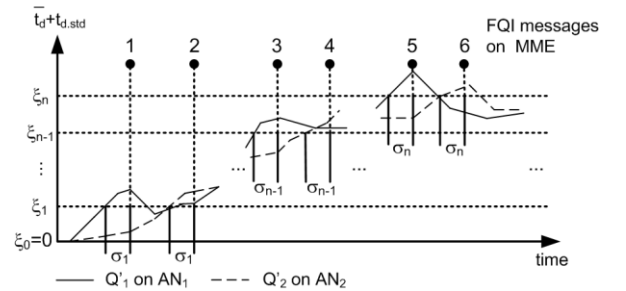 t̄d+td.std
FQI messages
on MME
1 2 3 4 5 6
ξn
ξn-1
⋮
... ... ...
σn σn
σn-1 σn-1
ξ1
ξ0=0
σ1 σ1
time
Q'1 on AN1 Q'2 on AN2